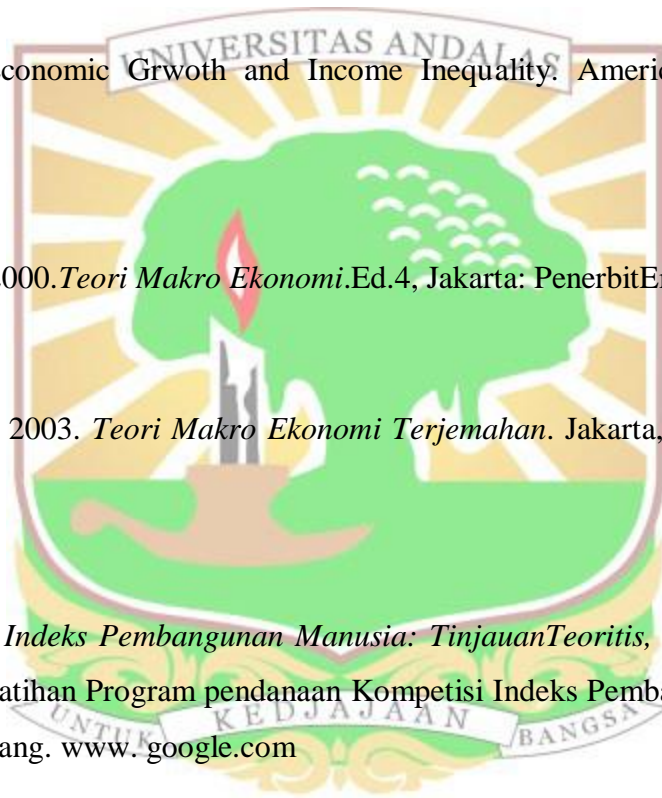 UNIVERSITAS ANDALAS
conomic Grwoth and Income Inequality. Americ
000.Teori Makro Ekonomi.Ed.4, Jakarta: PenerbitEr
2003. Teori Makro Ekonomi Terjemahan. Jakarta,
Indeks Pembangunan Manusia: TinjauanTeoritis,
atihan Program pendanaan Kompetisi Indeks Pemba
UNTUK KEDJAJAAN BANGSA
ang. www. google.com